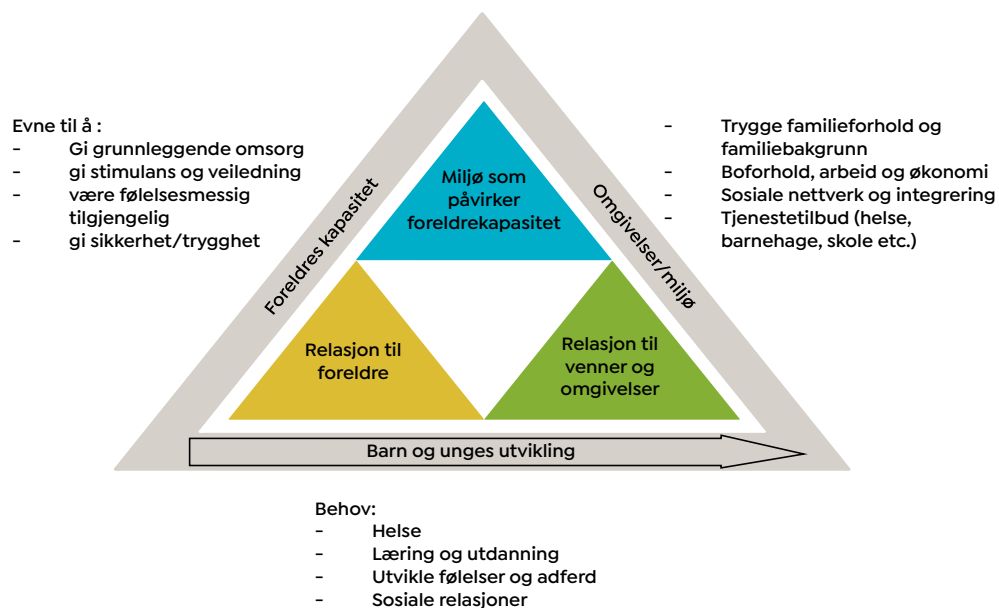 Evne til å :
- Gi grunnleggende omsorg
- gi stimulans og veiledning
- være følelsesmessig
tilgjengelig
- gi sikkerhet/trygghet
Foreldres kapasitet
Miljø som
påvirker
foreldrekapasitet
Omgivelser/miljø
- Trygge familieforhold og
familiebakgrunn
- Boforhold, arbeid og økonomi
- Sosiale nettverk og integrering
- Tjenestetilbud (helse,
barnehage, skole etc.)
Relasjon til
foreldre
Relasjon til
venner og
omgivelser
Barn og unges utvikling
Behov:
- Helse
- Læring og utdanning
- Utvikle følelser og adferd
- Sosiale relasjoner